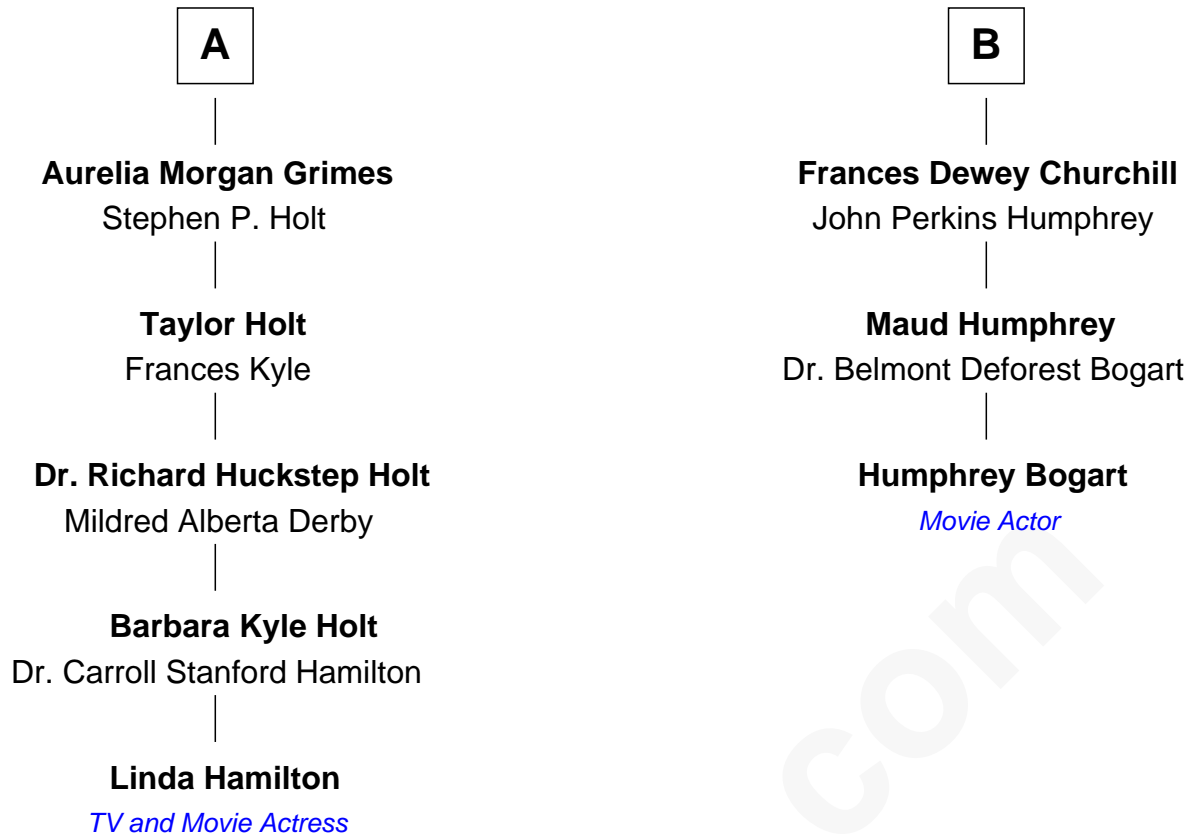 A
Aurelia Morgan Grimes
Stephen P. Holt
Taylor Holt
Frances Kyle
Dr. Richard Huckstep Holt
Mildred Alberta Derby
Barbara Kyle Holt
Dr. Carroll Stanford Hamilton
Linda Hamilton
TV and Movie Actress
B
Frances Dewey Churchill
John Perkins Humphrey
Maud Humphrey
Dr. Belmont Deforest Bogart
Humphrey Bogart
Movie Actor
com